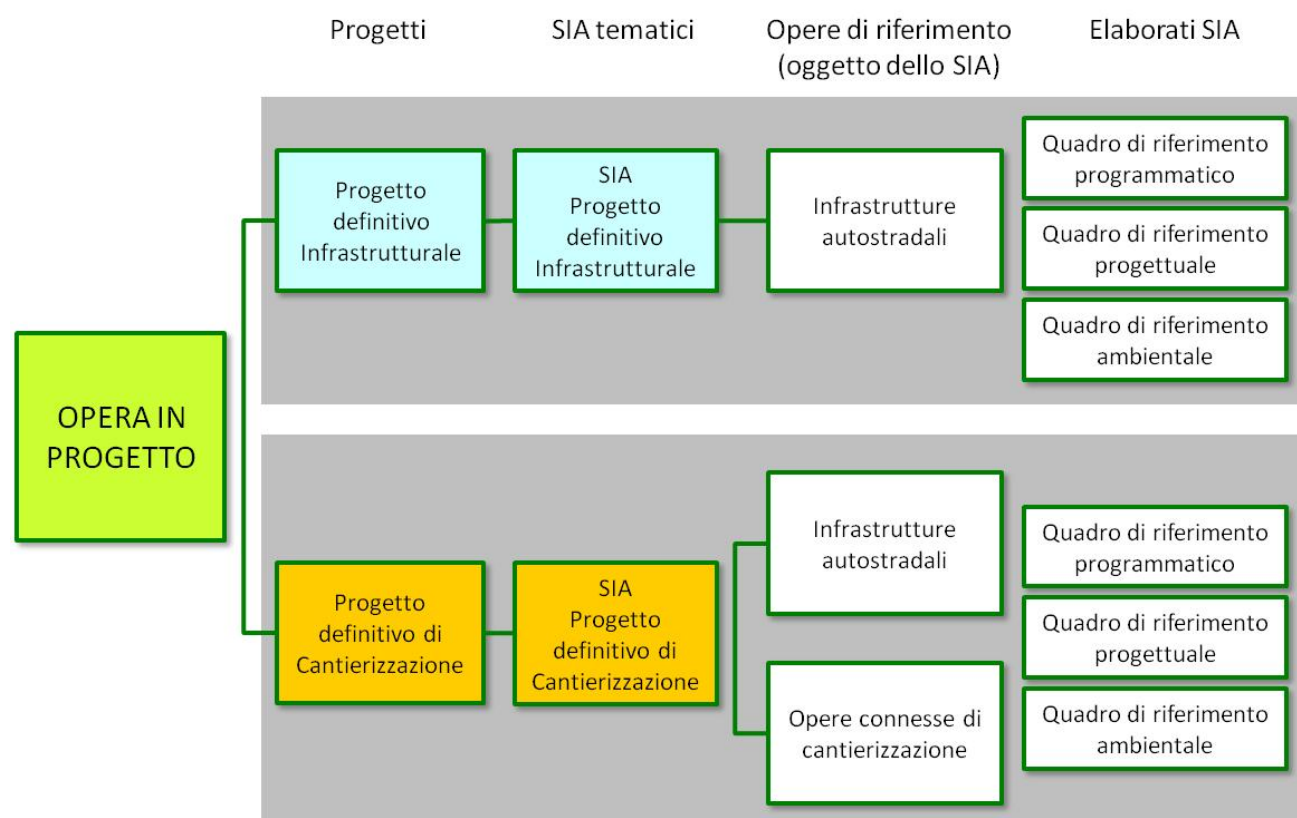 Progetti
SIA tematici
Opere di riferimento
(oggetto dello SIA)
Elaborati SIA
OPERA IN
PROGETTO
Progetto
definitivo
Infrastrutturale
SIA
Progetto
definitivo
Infrastrutturale
Infrastrutture
autostradali
Quadro di riferimento
programmatico
Quadro di riferimento
progettuale
Quadro di riferimento
ambientale
Progetto
definitivo di
Cantierizzazione
SIA
Progetto
definitivo di
Cantierizzazione
Infrastrutture
autostradali
Opere connesse di
cantierizzazione
Quadro di riferimento
programmatico
Quadro di riferimento
progettuale
Quadro di riferimento
ambientale